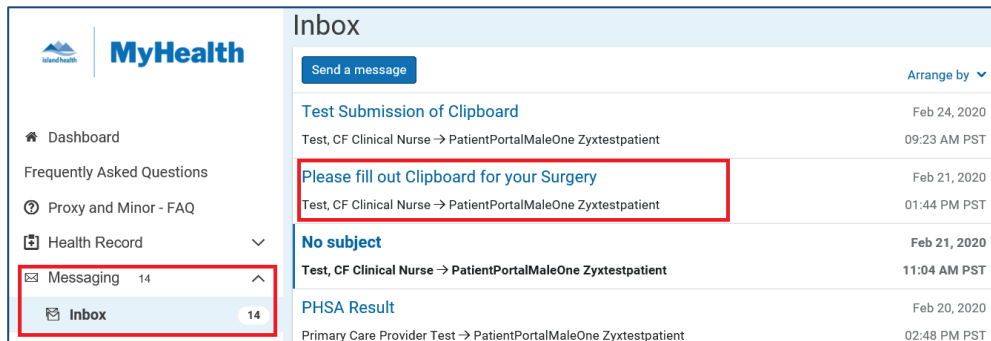 island health
MyHealth
Dashboard
Frequently Asked Questions
Proxy and Minor - FAQ
Health Record
Messaging 14
Inbox 14
Inbox
Send a message
Arrange by
Test Submission of Clipboard Feb 24, 2020
Test, CF Clinical Nurse → PatientPortalMaleOne Zyxtestpatient 09:23 AM PST
Please fill out Clipboard for your Surgery Feb 21, 2020
Test, CF Clinical Nurse → PatientPortalMaleOne Zyxtestpatient 01:44 PM PST
No subject Feb 21, 2020
Test, CF Clinical Nurse → PatientPortalMaleOne Zyxtestpatient 11:04 AM PST
PHSA Result Feb 20, 2020
Primary Care Provider Test → PatientPortalMaleOne Zyxtestpatient 02:48 PM PST